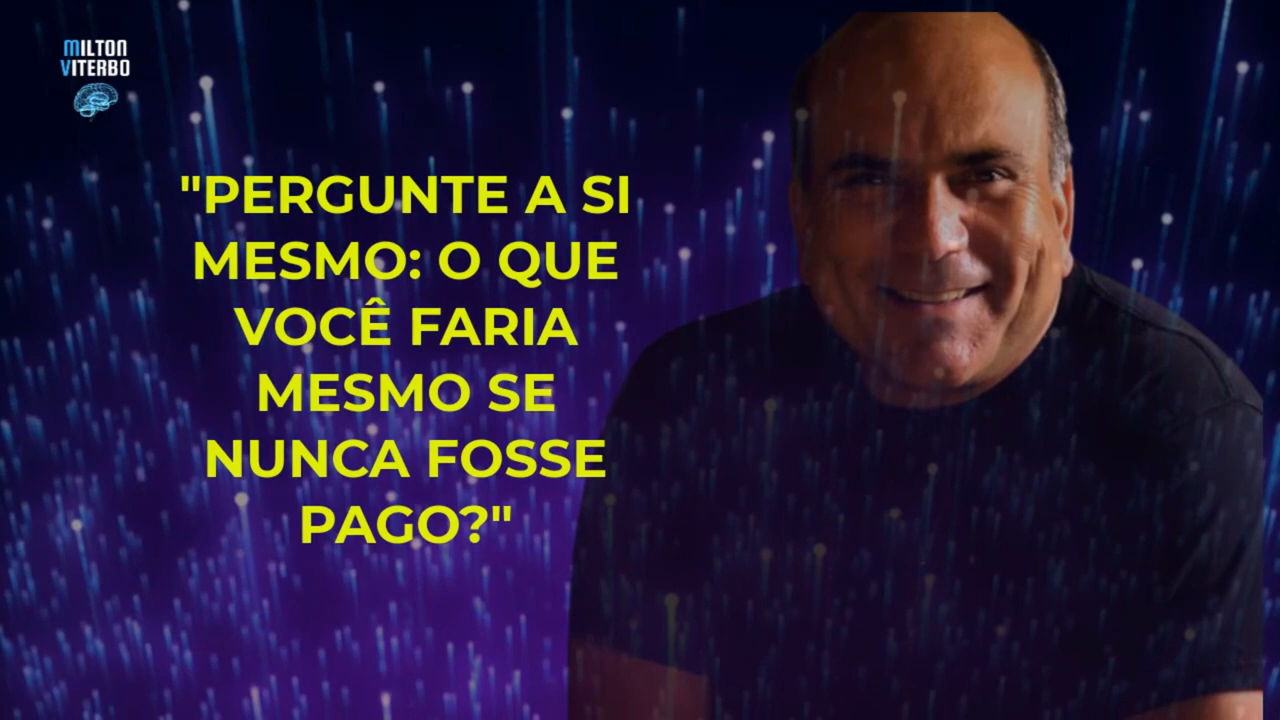 MILTON
VITERBO
"PERGUNTE A SI
MESMO: O QUE
VOCÊ FARIA
MESMO SE
NUNCA FOSSE
PAGO?"